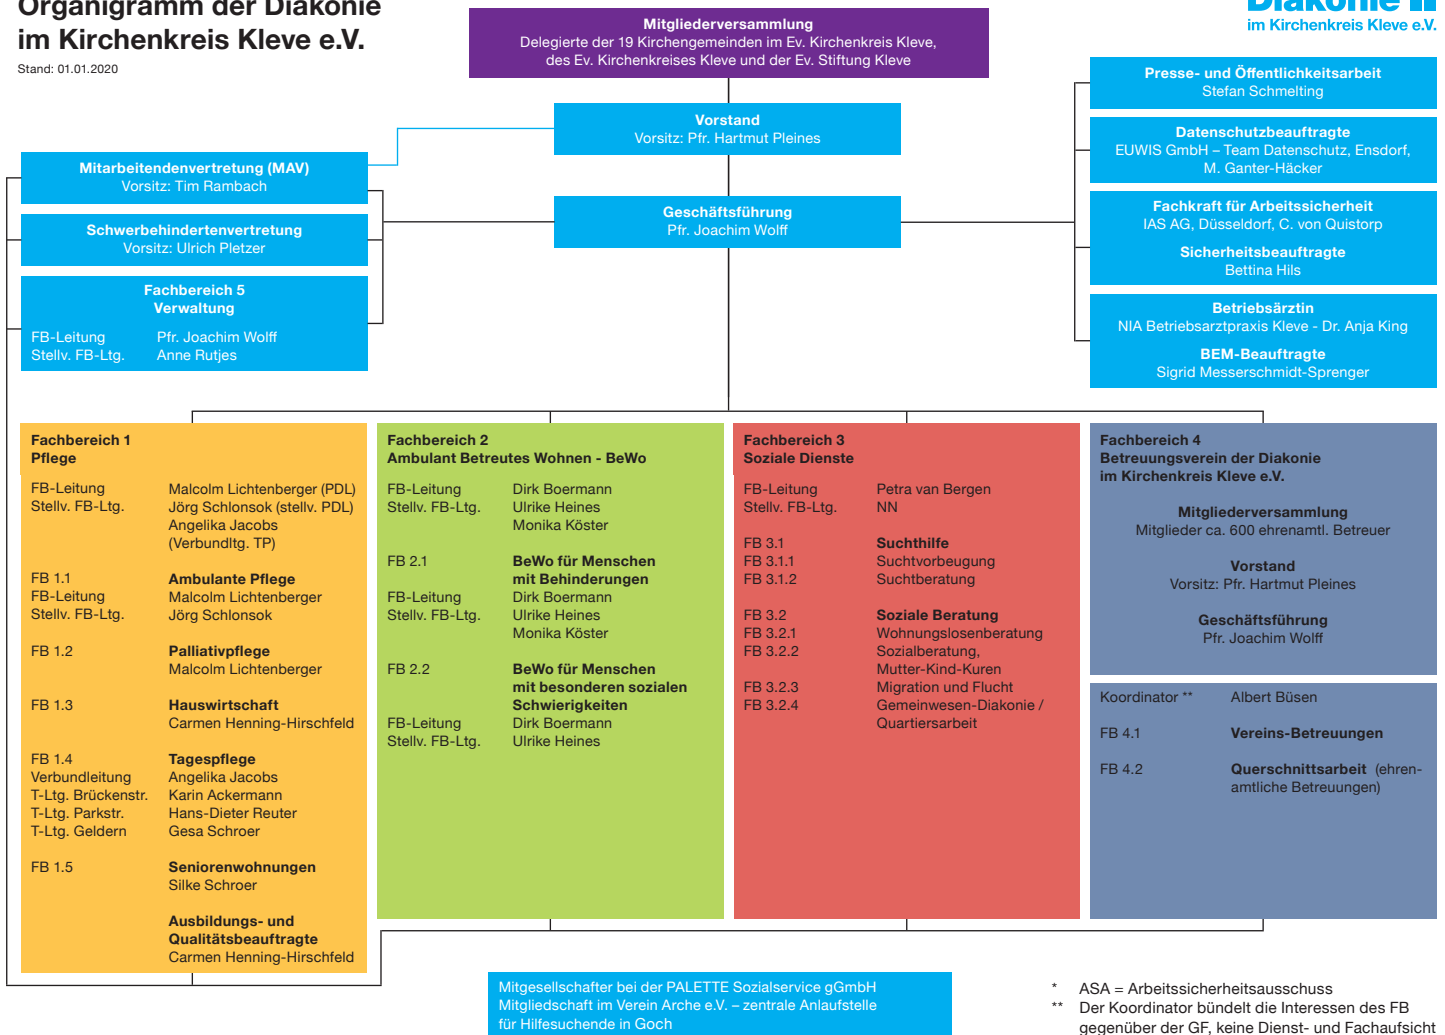 Organigramm der Diakonie
im Kirchenkreis Kleve e.V.
Stand: 01.01.2020
Diakonie
im Kirchenkreis Kleve e.V.
Mitgliederversammlung
Delegierte der 19 Kirchengemeinden im Ev. Kirchenkreis Kleve,
des Ev. Kirchenkreises Kleve und der Ev. Stiftung Kleve
Vorstand
Vorsitz: Pfr. Hartmut Pleines
Geschäftsführung
Pfr. Joachim Wolff
Mitarbeitendenvertretung (MAV)
Vorsitz: Tim Rambach
Schwerbehindertenvertretung
Vorsitz: Ulrich Pletzer
Fachbereich 5
Verwaltung
FB-Leitung Pfr. Joachim Wolff
Stellv. FB-Ltg. Anne Rutjes
Presse- und Öffentlichkeitsarbeit
Stefan Schmelting
Datenschutzbeauftragte
EUWIS GmbH – Team Datenschutz, Ensdorf,
M. Ganter-Häcker
Fachkraft für Arbeitssicherheit
IAS AG, Düsseldorf, C. von Quistorp
Sicherheitsbeauftragte
Bettina Hils
Betriebsärztin
NIA Betriebsarztpraxis Kleve - Dr. Anja King
BEM-Beauftragte
Sigrid Messerschmidt-Sprenger
Fachbereich 1
Pflege
FB-Leitung Malcolm Lichtenberger (PDL)
Stellv. FB-Ltg. Jörg Schlonsok (stellv. PDL)
Angelika Jacobs
(Verbundltg. TP)
FB 1.1 Ambulante Pflege
FB-Leitung Malcolm Lichtenberger
Stellv. FB-Ltg. Jörg Schlonsok
FB 1.2 Palliativpflege
Malcolm Lichtenberger
FB 1.3 Hauswirtschaft
Carmen Henning-Hirschfeld
FB 1.4 Tagespflege
Verbundleitung Angelika Jacobs
T-Ltg. Brückenstr. Karin Ackermann
T-Ltg. Parkstr. Hans-Dieter Reuter
T-Ltg. Geldern Gesa Schroer
FB 1.5 Seniorenwohnungen
Silke Schroer
Ausbildungs- und
Qualitätsbeauftragte
Carmen Henning-Hirschfeld
Fachbereich 2
Ambulant Betreutes Wohnen - BeWo
FB-Leitung Dirk Boermann
Stellv. FB-Ltg. Ulrike Heines
Monika Köster
FB 2.1 BeWo für Menschen
mit Behinderungen
FB-Leitung Dirk Boermann
Stellv. FB-Ltg. Ulrike Heines
Monika Köster
FB 2.2 BeWo für Menschen
mit besonderen sozialen
Schwierigkeiten
FB-Leitung Dirk Boermann
Stellv. FB-Ltg. Ulrike Heines
Fachbereich 3
Soziale Dienste
FB-Leitung Petra van Bergen
Stellv. FB-Ltg. NN
FB 3.1 Suchthilfe
FB 3.1.1 Suchtvorbeugung
FB 3.1.2 Suchtberatung
FB 3.2 Soziale Beratung
FB 3.2.1 Wohnungslosenberatung
FB 3.2.2 Sozialberatung,
Mutter-Kind-Kuren
FB 3.2.3 Migration und Flucht
FB 3.2.4 Gemeinwesen-Diakonie /
Quartiersarbeit
Fachbereich 4
Betreuungsverein der Diakonie
im Kirchenkreis Kleve e.V.
Mitgliederversammlung
Mitglieder ca. 600 ehrenamtl. Betreuer
Vorstand
Vorsitz: Pfr. Hartmut Pleines
Geschäftsführung
Pfr. Joachim Wolff
Koordinator ** Albert Büsen
FB 4.1 Vereins-Betreuungen
FB 4.2 Querschnittsarbeit (ehren-
amtliche Betreuungen)
Mitgesellschafter bei der PALETTE Sozialservice gGmbH
Mitgliedschaft im Verein Arche e.V. – zentrale Anlaufstelle
für Hilfesuchende in Goch
* ASA = Arbeitssicherheitsausschuss
** Der Koordinator bündelt die Interessen des FB
gegenüber der GF, keine Dienst- und Fachaufsicht